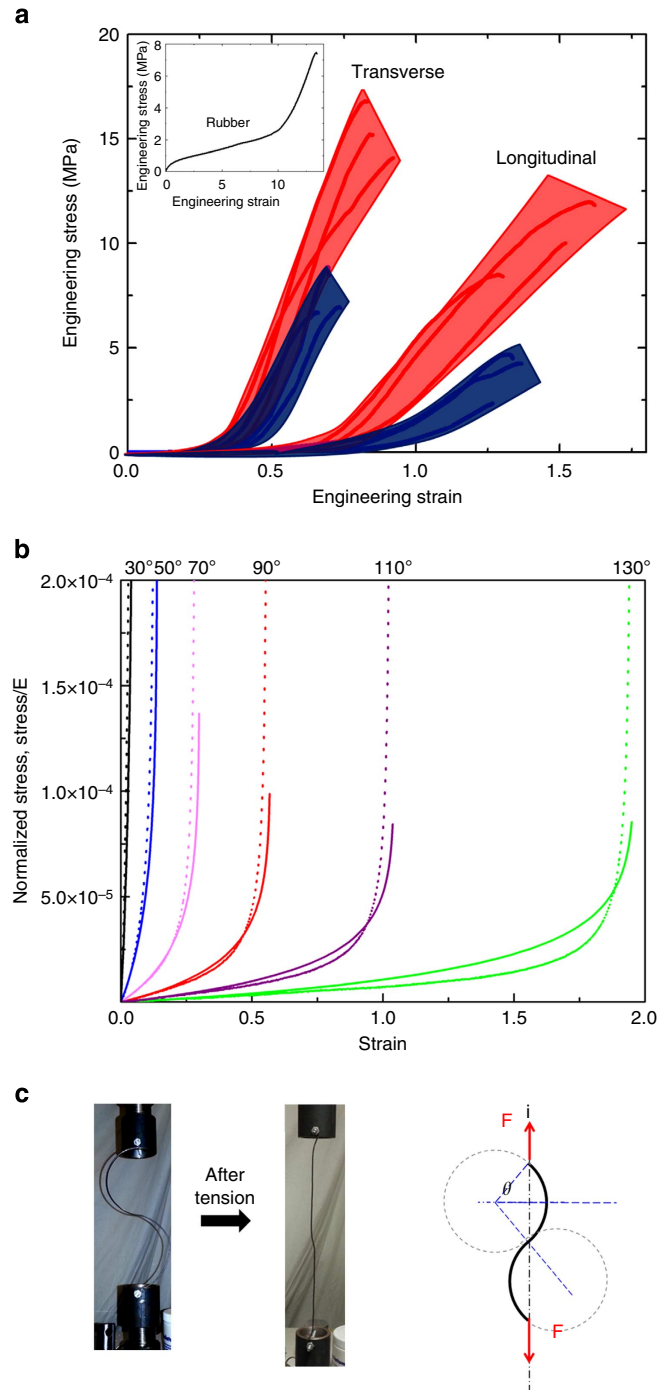 a
20
15
10
5
0
Engineering stress (MPa)
0.0 0.5 1.0 1.5
Engineering strain
Transverse
Longitudinal
8
6
4
2
0
Engineering stress (MPa)
Rubber
0 5 10
Engineering strain
b
30° 50° 70° 90° 110° 130°
2.0×10⁻⁴
1.5×10⁻⁴
1.0×10⁻⁴
5.0×10⁻⁵
Normalized stress, stress/E
0.0 0.5 1.0 1.5 2.0
Strain
c
After
tension
i
F
θ
F